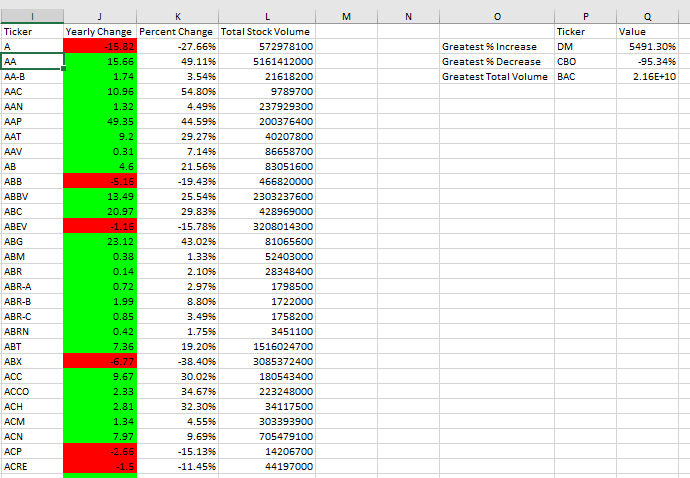 I J K L M N O P Q
Ticker Yearly Change Percent Change Total Stock Volume Ticker Value
A -15.82 -27.66% 572978100 Greatest % Increase DM 5491.30%
AA 15.66 49.11% 5161412000 Greatest % Decrease CBO -95.34%
AA-B 1.74 3.54% 21618200 Greatest Total Volume BAC 2.16E+10
AAC 10.96 54.80% 9789700
AAN 1.32 4.49% 237929300
AAP 49.35 44.59% 200376400
AAT 9.2 29.27% 40207800
AAV 0.31 7.14% 86658700
AB 4.6 21.56% 83051600
ABB -5.16 -19.43% 466820000
ABBV 13.49 25.54% 2303237600
ABC 20.97 29.83% 428969000
ABEV -1.16 -15.78% 3208014300
ABG 23.12 43.02% 81065600
ABM 0.38 1.33% 52403000
ABR 0.14 2.10% 28348400
ABR-A 0.72 2.97% 1798500
ABR-B 1.99 8.80% 1722000
ABR-C 0.85 3.49% 1758200
ABRN 0.42 1.75% 3451100
ABT 7.36 19.20% 1516024700
ABX -6.77 -38.40% 3085372400
ACC 9.67 30.02% 180543400
ACCO 2.33 34.67% 223248000
ACH 2.81 32.30% 34117500
ACM 1.34 4.55% 303393900
ACN 7.97 9.69% 705479100
ACP -2.66 -15.13% 14206700
ACRE -1.5 -11.45% 44197000